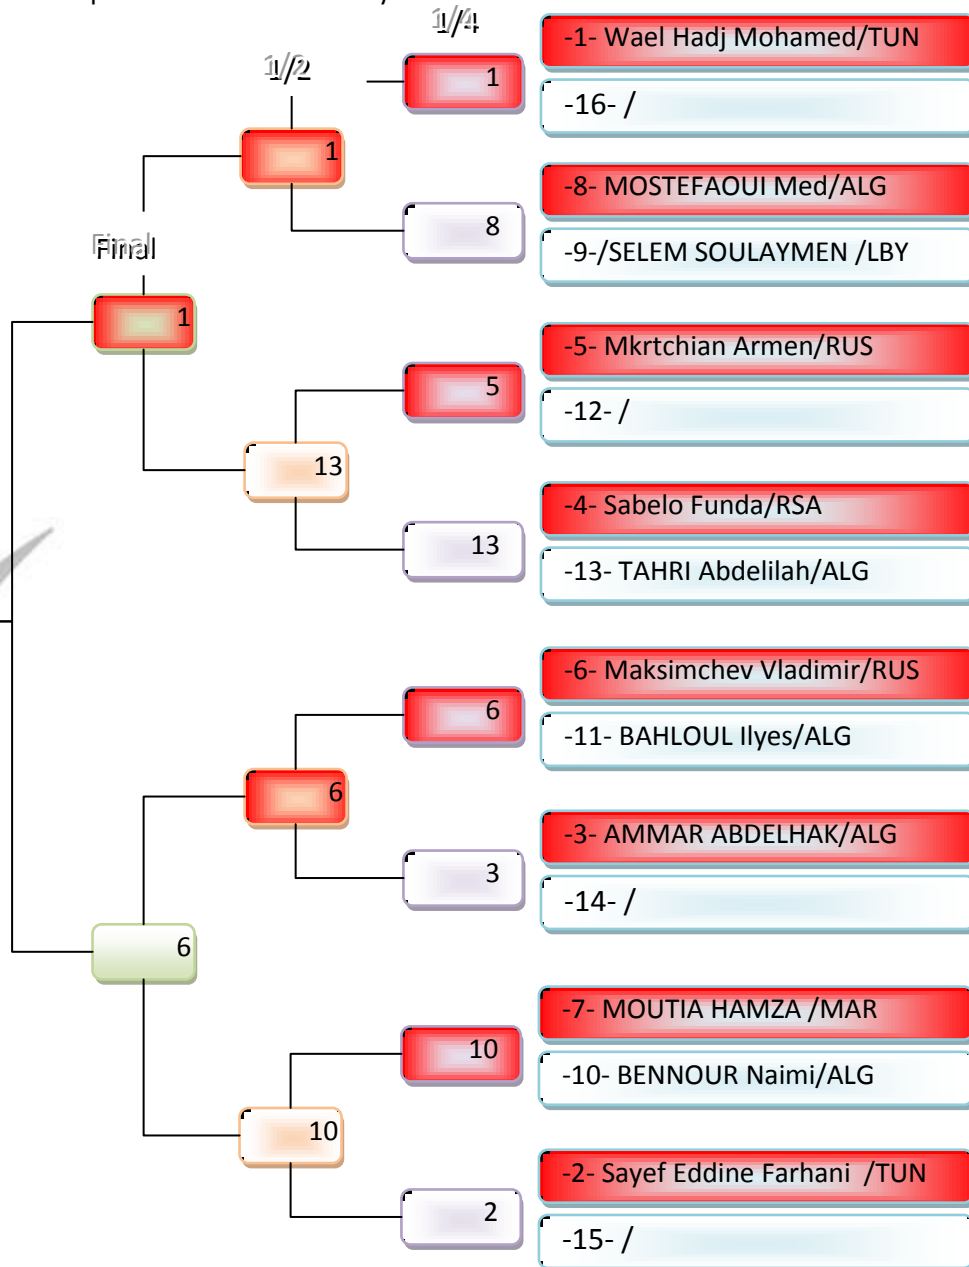 1/4
-1- Wael Hadj Mohamed/TUN
1/2
1
-16- /
1
-8- MOSTEFAOUI Med/ALG
8
Final
-9-/SELEM SOULAYMEN /LBY
1
-5- Mkrtchian Armen/RUS
5
-12- /
13
-4- Sabelo Funda/RSA
13
-13- TAHRI Abdelilah/ALG
-6- Maksimchev Vladimir/RUS
6
-11- BAHLOUL Ilyes/ALG
6
-3- AMMAR ABDELHAK/ALG
3
-14- /
6
-7- MOUTIA HAMZA /MAR
10
-10- BENNOUR Naimi/ALG
10
-2- Sayef Eddine Farhani /TUN
2
-15- /